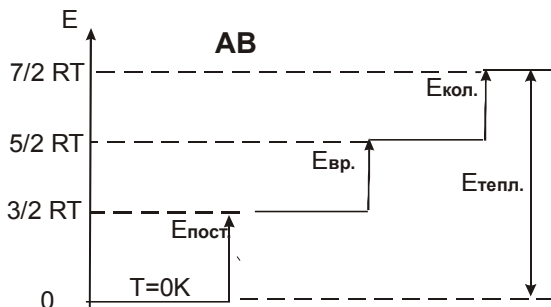 E
AB
7/2 RT
Eкол.
5/2 RT
Eвр.
Eтепл.
3/2 RT
Eпост.
T=0K
0